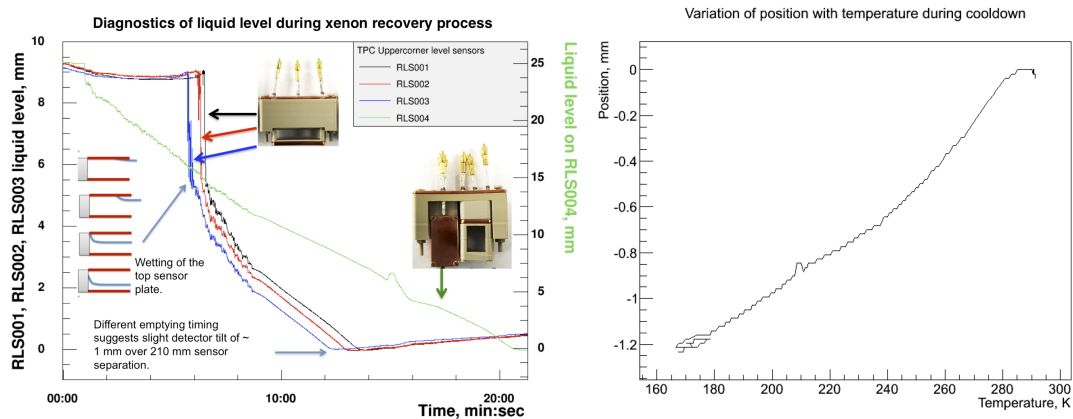 Diagnostics of liquid level during xenon recovery process
RLS001, RLS002, RLS003 liquid level, mm
10
8
6
4
2
0
TPC Uppercorner level sensors
RLS001
RLS002
RLS003
RLS004
Wetting of the
top sensor
plate.
Different emptying timing
suggests slight detector tilt of ~
1 mm over 210 mm sensor
separation.
25
20
15
10
5
0
Liquid level on RLS004, mm
00:00
10:00
20:00
Time, min:sec
Variation of position with temperature during cooldown
Position, mm
0
-0.2
-0.4
-0.6
-0.8
-1
-1.2
160
180
200
220
240
260
280
300
Temperature, K